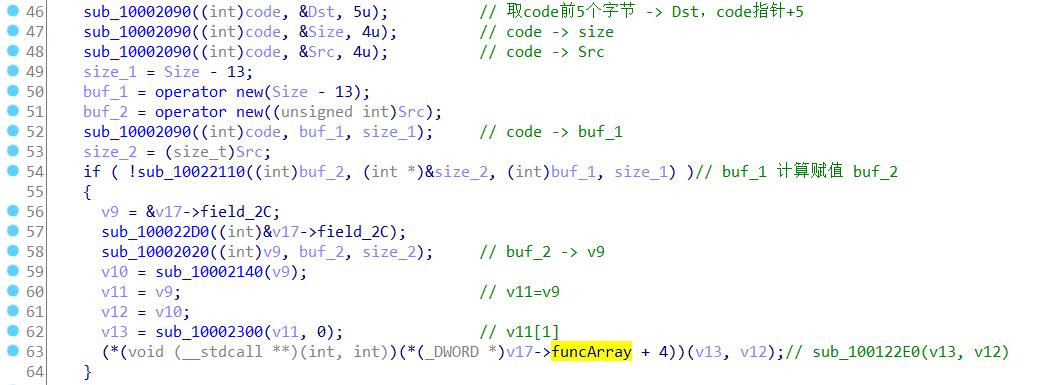 46 sub_10002090((int)code, &Dst, 5u); // 取code前5个字节 -> Dst，code指针+5
47 sub_10002090((int)code, &Size, 4u); // code -> size
48 sub_10002090((int)code, &Src, 4u); // code -> Src
49 size_1 = Size - 13;
50 buf_1 = operator new(Size - 13);
51 buf_2 = operator new((unsigned int)Src);
52 sub_10002090((int)code, buf_1, size_1); // code -> buf_1
53 size_2 = (size_t)Src;
54 if ( !sub_10022110((int)buf_2, (int *)&size_2, (int)buf_1, size_1) )// buf_1 计算赋值 buf_2
55 {
56 v9 = &v17->field_2C;
57 sub_100022D0((int)&v17->field_2C);
58 sub_10002020((int)v9, buf_2, size_2); // buf_2 -> v9
59 v10 = sub_10002140(v9);
60 v11 = v9; // v11=v9
61 v12 = v10;
62 v13 = sub_10002300(v11, 0); // v11[1]
63 (*(void (__stdcall **)(int, int))(*(_DWORD *)v17->funcArray + 4))(v13, v12);// sub_100122E0(v13, v12)
64 }